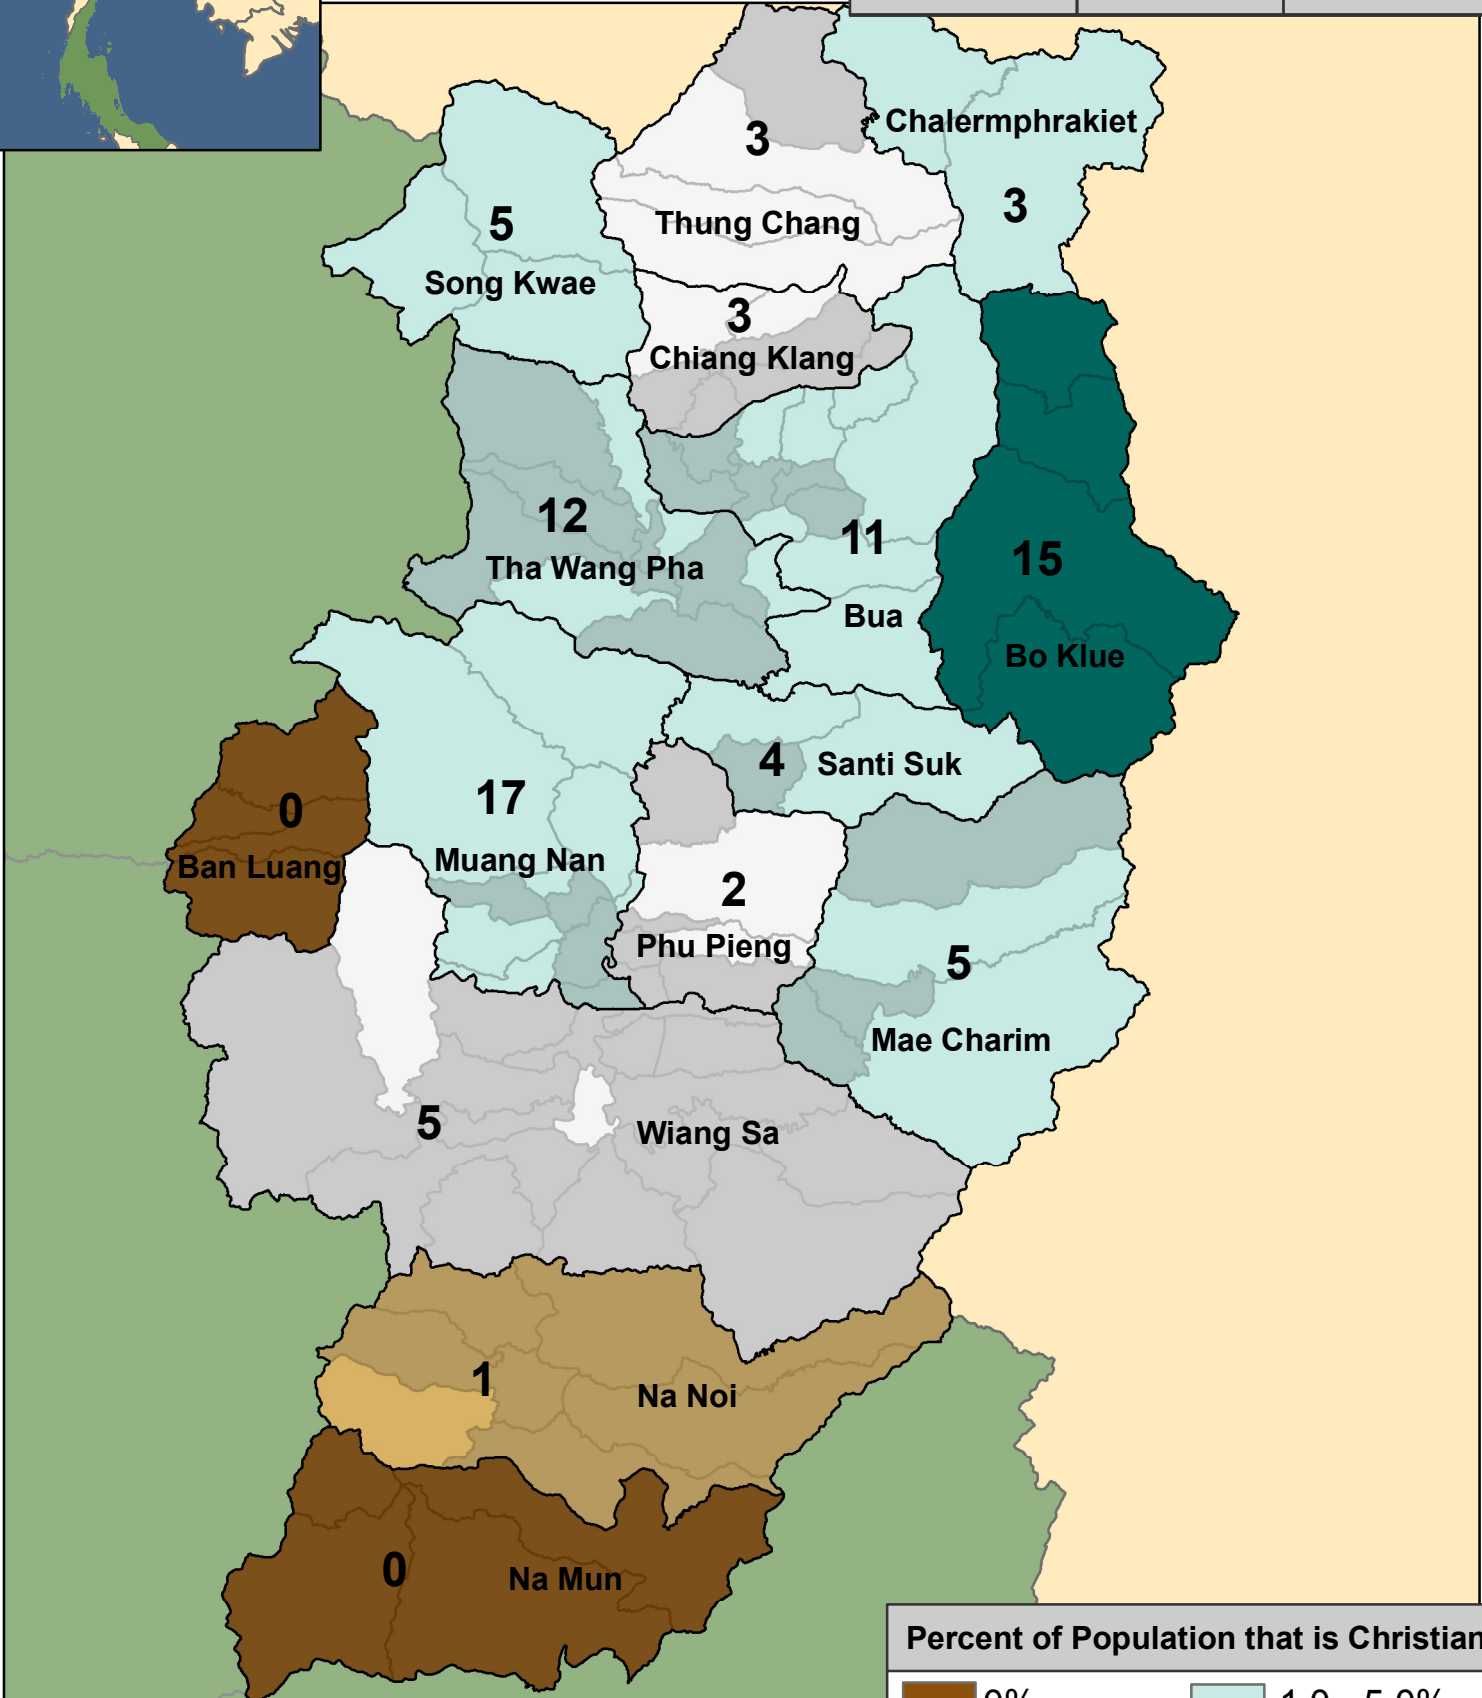 Chalermphrakiet
3
3
Thung Chang
5
Song Kwae
3
Chiang Klang
12
Tha Wang Pha
11
Bua
15
Bo Klue
4
Santi Suk
17
Muang Nan
0
Ban Luang
2
Phu Pieng
5
Mae Charim
5
Wiang Sa
1
Na Noi
0
Na Mun
Percent of Population that is Christian